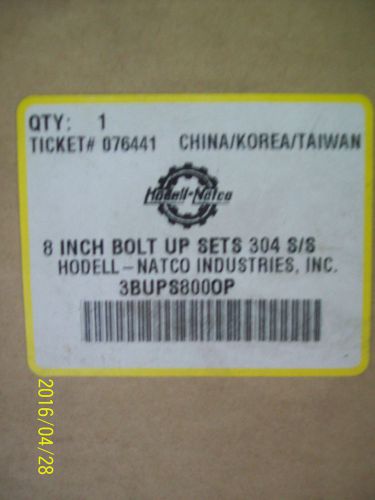 QTY: 1
TICKET# 076441 CHINA/KOREA/TAIWAN
Hodell-Natco
8 INCH BOLT UP SETS 304 S/S
HODELL-NATCO INDUSTRIES, INC.
3BUPS8000P
2016/04/28